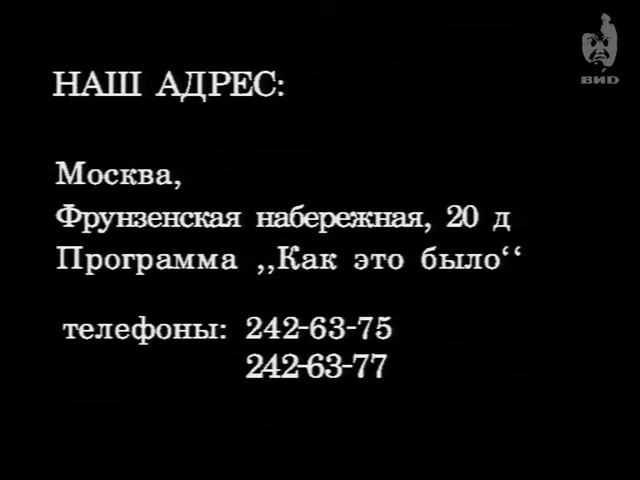 ВИD
НАШ АДРЕС:
Москва,
Фрунзенская набережная, 20 д
Программа ,,Как это было‘‘
телефоны: 242-63-75
242-63-77